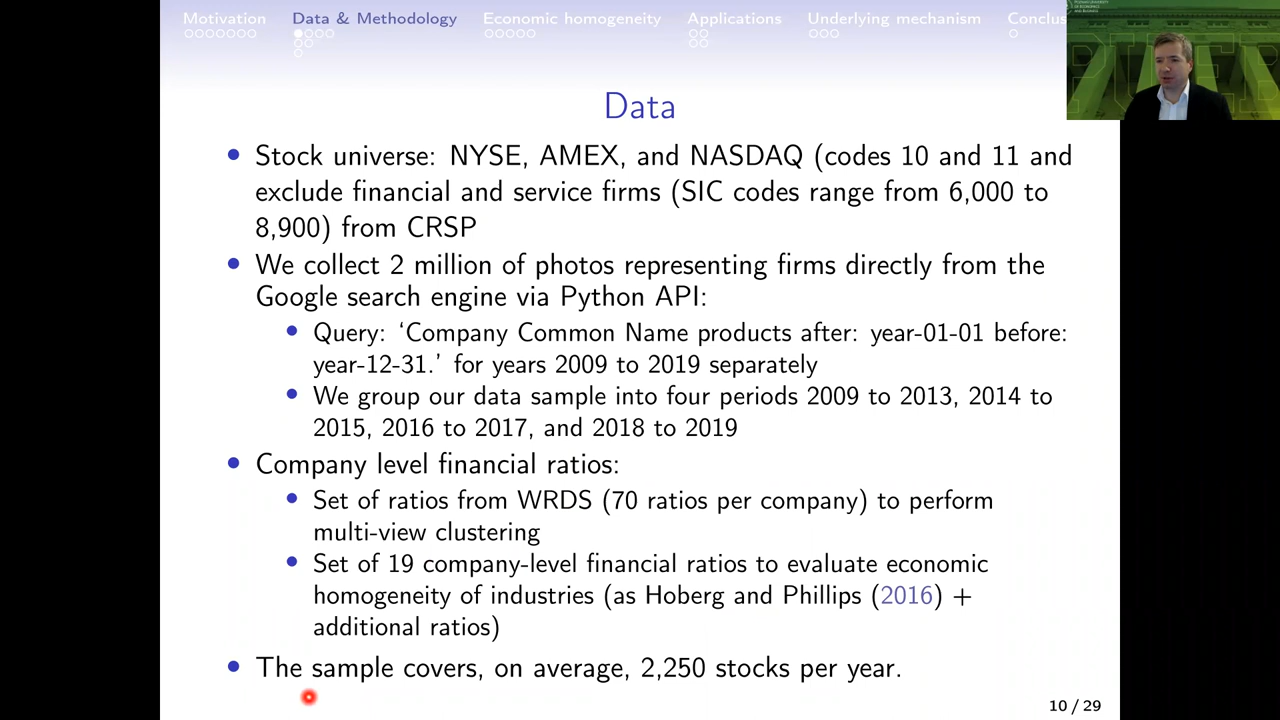 Motivation Data & Methodology Economic homogeneity Applications Underlying mechanism Conclus
Data
• Stock universe: NYSE, AMEX, and NASDAQ (codes 10 and 11 and
exclude financial and service firms (SIC codes range from 6,000 to
8,900) from CRSP
• We collect 2 million of photos representing firms directly from the
Google search engine via Python API:
• Query: ‘Company Common Name products after: year-01-01 before:
year-12-31.’ for years 2009 to 2019 separately
• We group our data sample into four periods 2009 to 2013, 2014 to
2015, 2016 to 2017, and 2018 to 2019
• Company level financial ratios:
• Set of ratios from WRDS (70 ratios per company) to perform
multi-view clustering
• Set of 19 company-level financial ratios to evaluate economic
homogeneity of industries (as Hoberg and Phillips (2016) +
additional ratios)
• The sample covers, on average, 2,250 stocks per year.
10 / 29